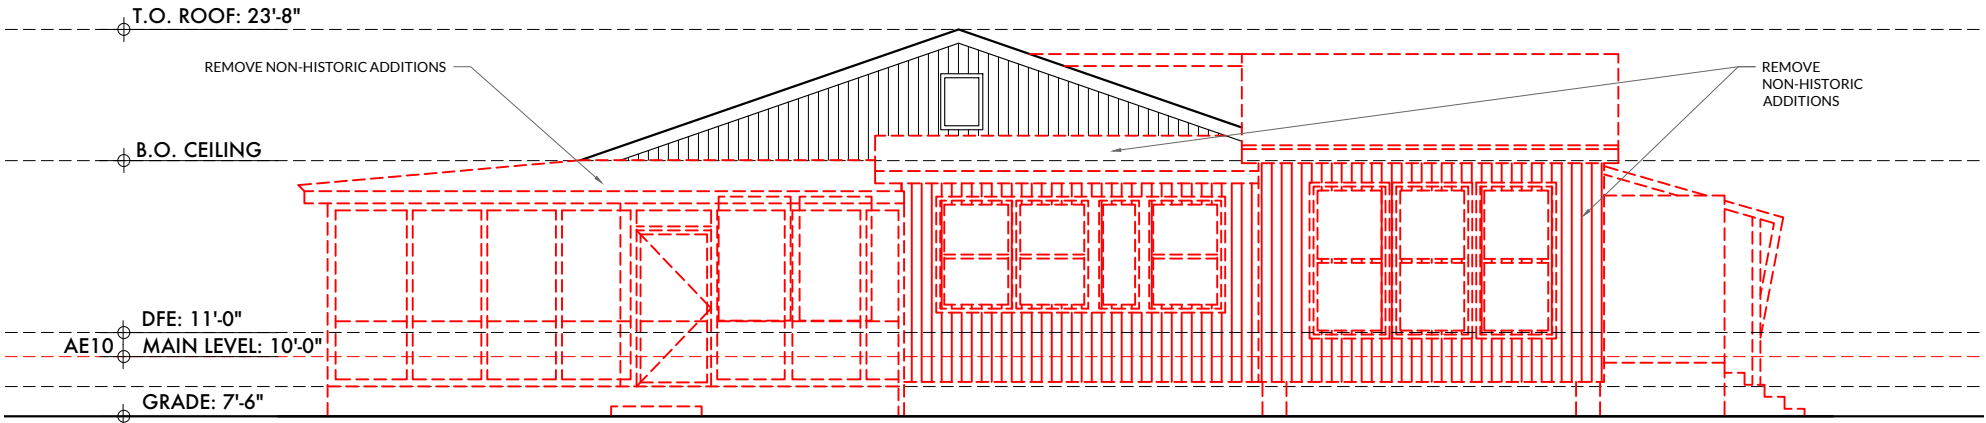 T.O. ROOF: 23'-8"
REMOVE NON-HISTORIC ADDITIONS
REMOVE
NON-HISTORIC
ADDITIONS
B.O. CEILING
DFE: 11'-0"
AE10 MAIN LEVEL: 10'-0"
GRADE: 7'-6"